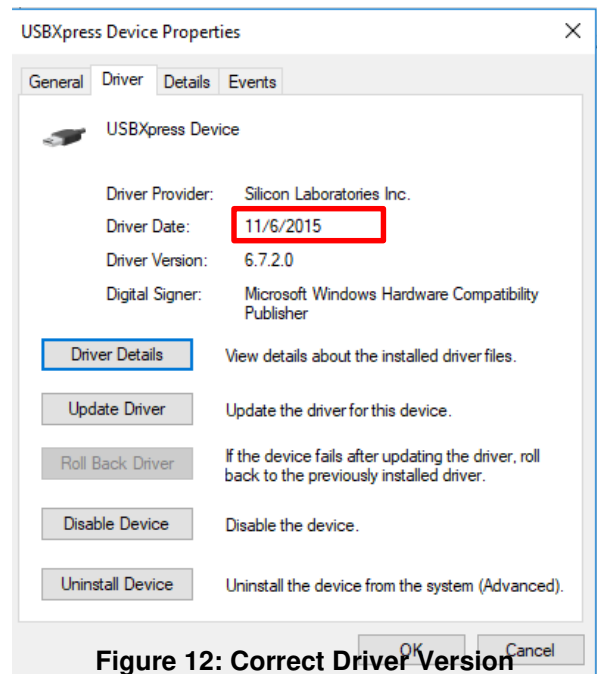 USBXpress Device Properties
General Driver Details Events
USBXpress Device
Driver Provider: Silicon Laboratories Inc.
Driver Date: 11/6/2015
Driver Version: 6.7.2.0
Digital Signer: Microsoft Windows Hardware Compatibility
Publisher
Driver Details View details about the installed driver files.
Update Driver Update the driver for this device.
Roll Back Driver If the device fails after updating the driver, roll
back to the previously installed driver.
Disable Device Disable the device.
Uninstall Device Uninstall the device from the system (Advanced).
OK Cancel
Figure 12: Correct Driver Version